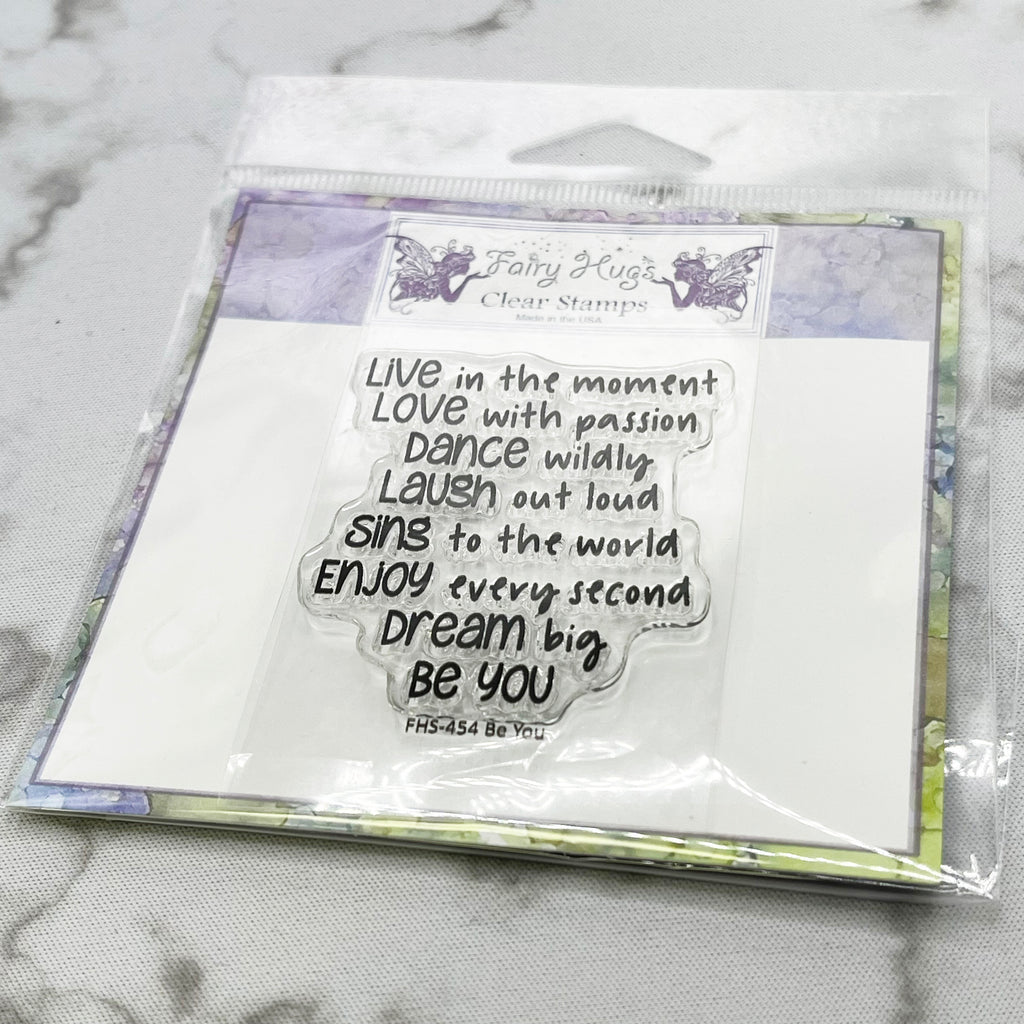 Fairy Hugs
Clear Stamps
Made in the USA
Live in the moment
Love with passion
Dance wildly
Laugh out loud
Sing to the world
Enjoy every second
Dream big
Be You
FHS-454 Be You